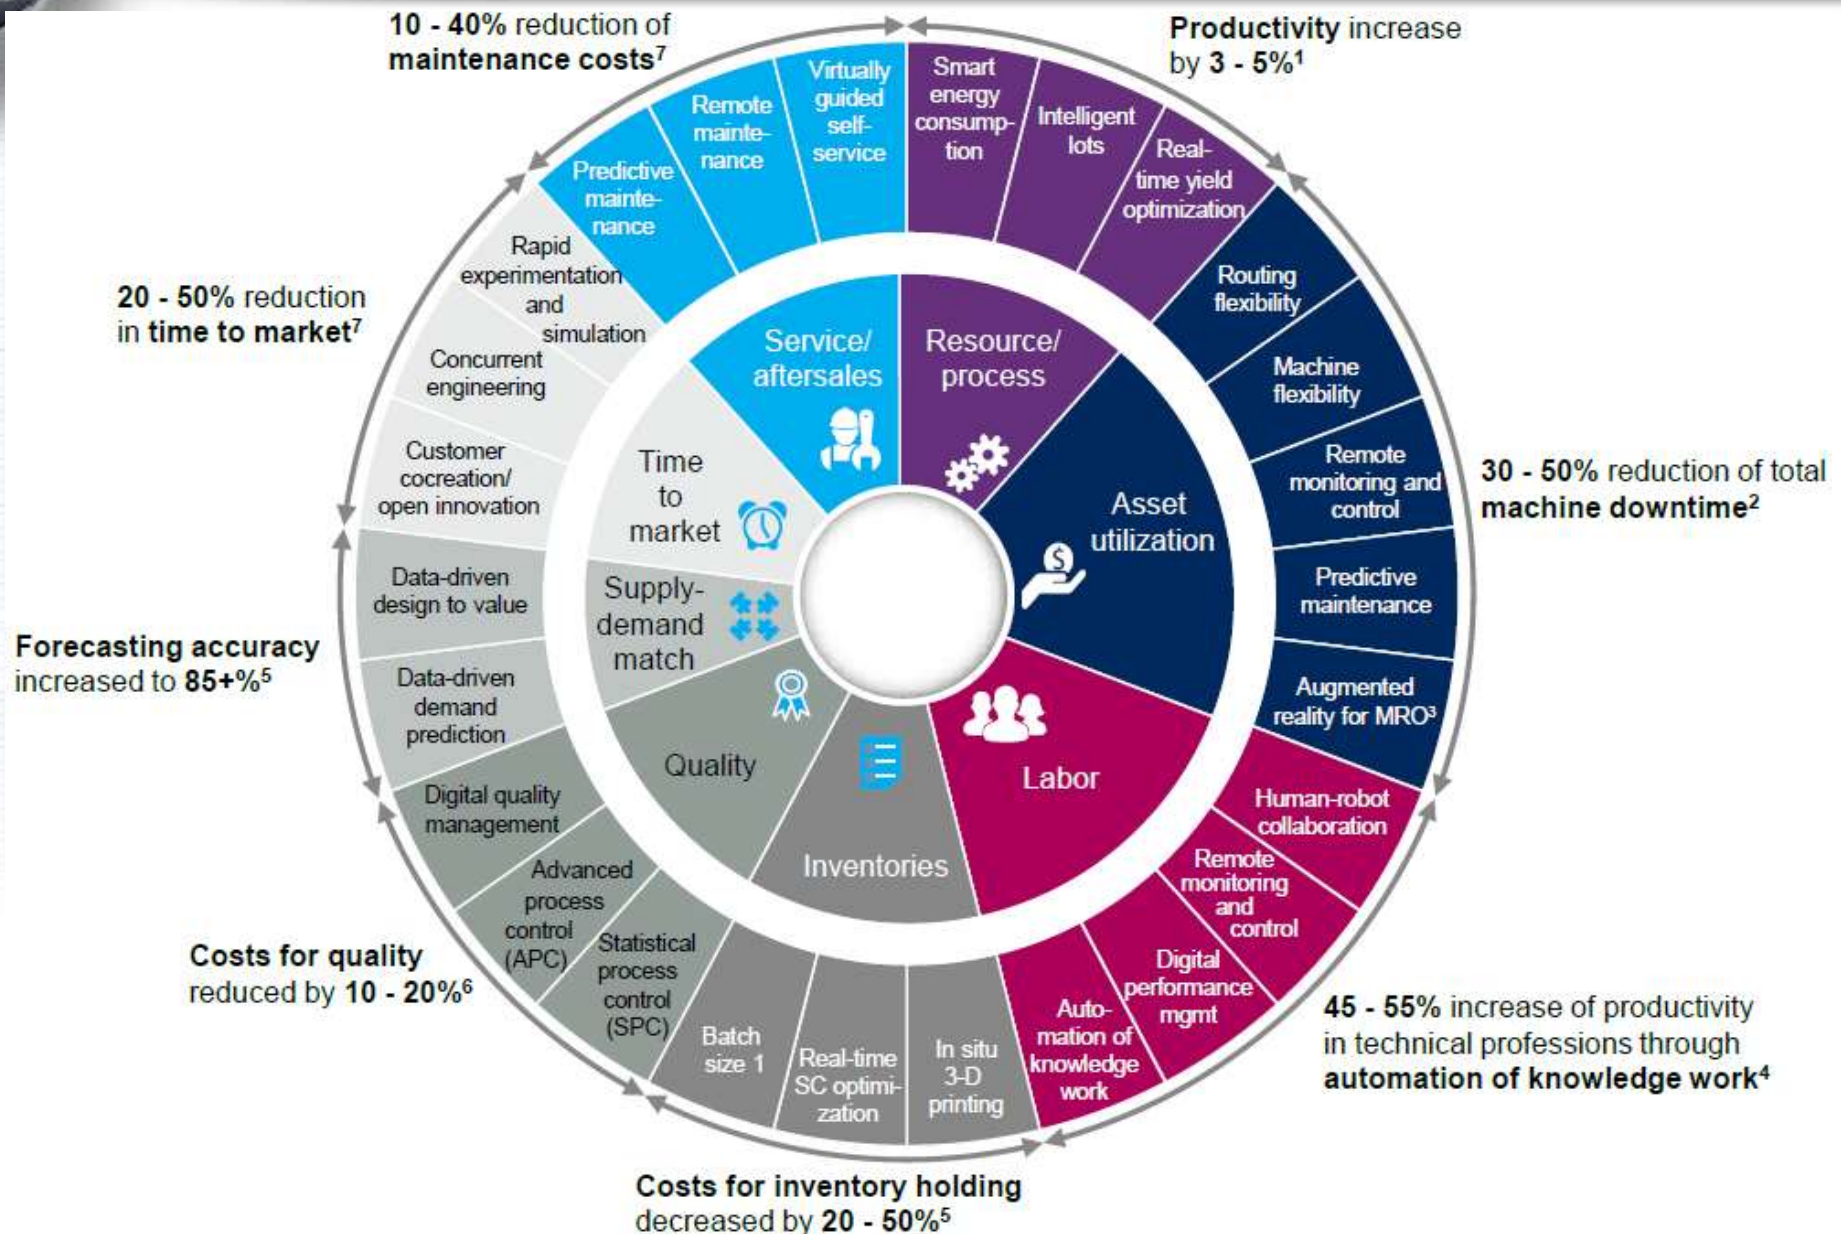 10 - 40% reduction of
maintenance costs⁷
Productivity increase
by 3 - 5%¹
Smart
energy
consump-
tion
Intelligent
lots
Real-
time yield
optimization
Routing
flexibility
Machine
flexibility
Remote
monitoring and
control
Predictive
maintenance
Augmented
reality for MRO³
30 - 50% reduction of total
machine downtime²
Human-robot
collaboration
Remote
monitoring
and
control
Digital
performance
mgmt
Auto-
mation of
knowledge
work
45 - 55% increase of productivity
in technical professions through
automation of knowledge work⁴
In situ
3-D
printing
Real-time
SC optimi-
zation
Batch
size 1
Costs for inventory holding
decreased by 20 - 50%⁵
Statistical
process
control
(SPC)
Advanced
process
control
(APC)
Digital quality
management
Costs for quality
reduced by 10 - 20%⁶
Data-driven
demand
prediction
Data-driven
design to value
Forecasting accuracy
increased to 85+%⁵
Customer
cocreation/
open innovation
Concurrent
engineering
Rapid
experimentation
and
simulation
20 - 50% reduction
in time to market⁷
Predictive
mainte-
nance
Remote
mainte-
nance
Virtually
guided
self-
service
Service/
aftersales
Resource/
process
Asset
utilization
$
Labor
Inventories
Quality
Supply-
demand
match
Time
to
market